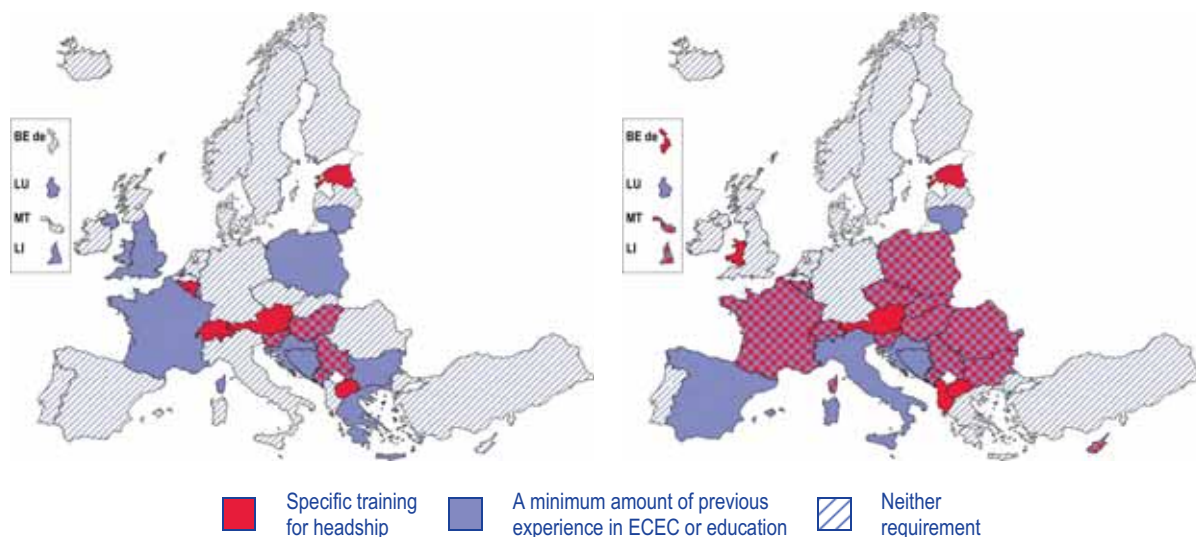 BE de
LU
MT
LI
BE de
LU
MT
LI
Specific training
for headship
A minimum amount of previous
experience in ECEC or education
Neither
requirement